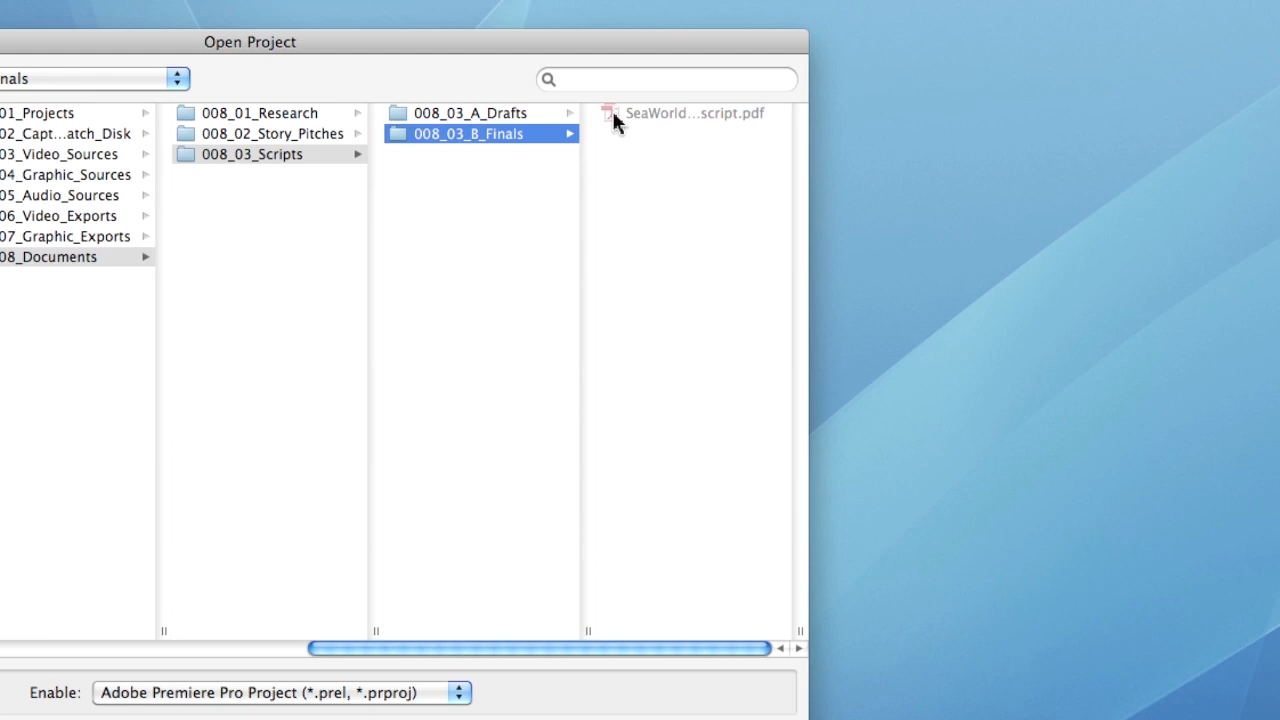 Open Project
nals
01_Projects
02_Capt...atch_Disk
03_Video_Sources
04_Graphic_Sources
05_Audio_Sources
06_Video_Exports
07_Graphic_Exports
08_Documents
008_01_Research
008_02_Story_Pitches
008_03_Scripts
008_03_A_Drafts
008_03_B_Finals
SeaWorld...script.pdf
Enable: Adobe Premiere Pro Project (*.prel, *.prproj)